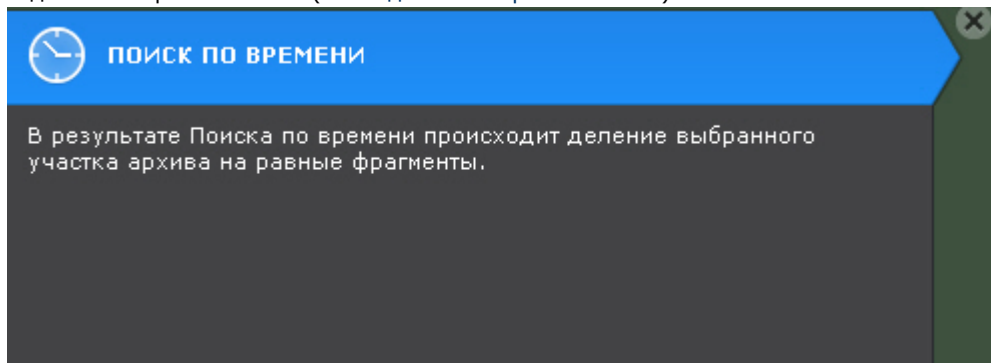 ПОИСК ПО ВРЕМЕНИ
В результате Поиска по времени происходит деление выбранного
участка архива на равные фрагменты.